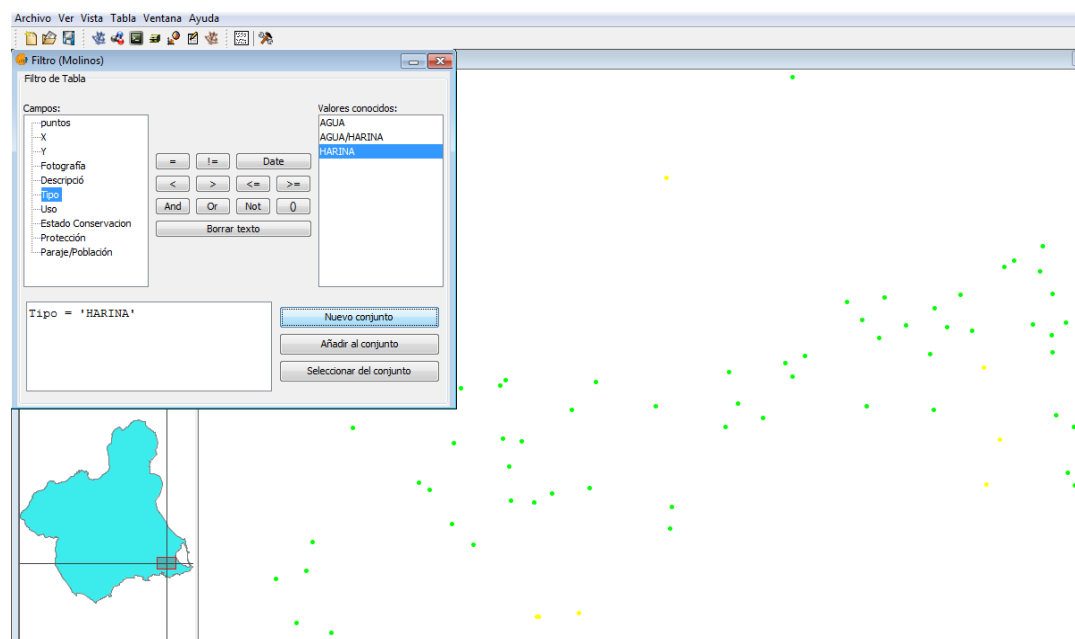 Archivo Ver Vista Tabla Ventana Ayuda
Filtro (Molinos)
Filtro de Tabla
Campos:
puntos
X
Y
Fotografía
Descripció
Tipo
Uso
Estado Conservacion
Protección
Paraje/Población
= != Date
< > <= >=
And Or Not ()
Borrar texto
Valores conocidos:
AGUA
AGUA/HARINA
HARINA
Tipo = 'HARINA'
Nuevo conjunto
Añadir al conjunto
Seleccionar del conjunto